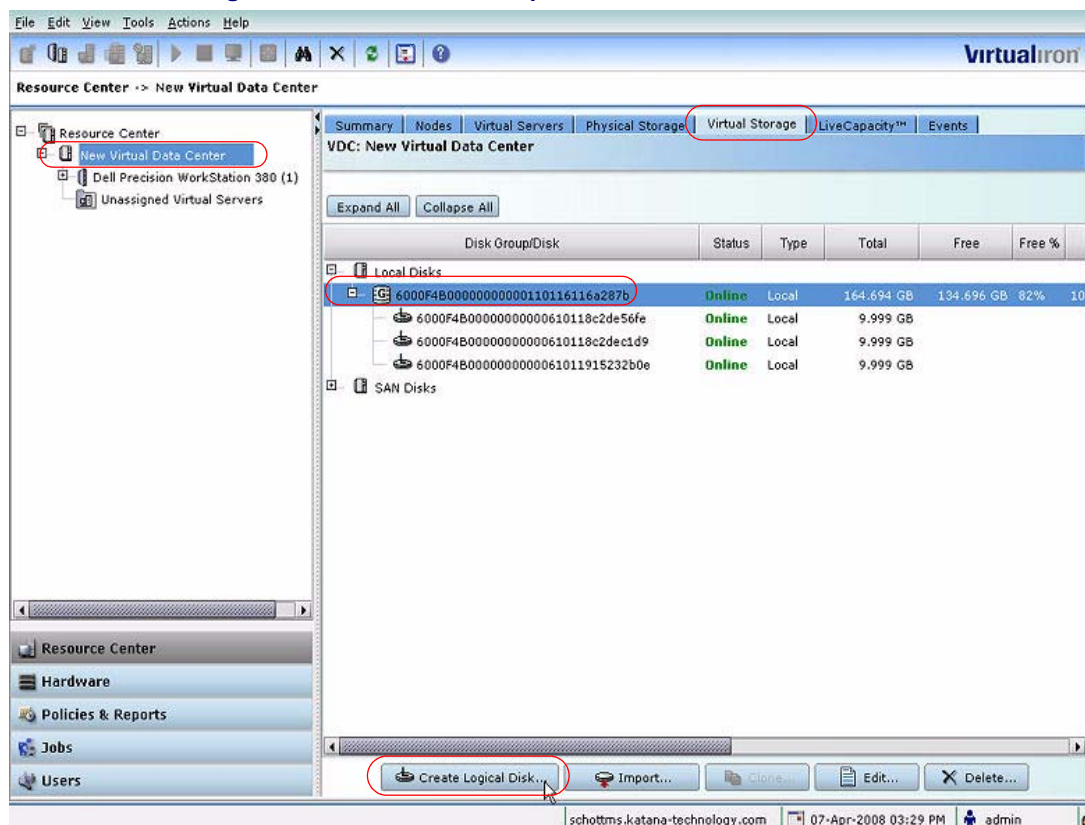 File Edit View Tools Actions Help
Virtualiron
Resource Center -> New Virtual Data Center
Resource Center
New Virtual Data Center
Dell Precision WorkStation 380 (1)
Unassigned Virtual Servers
Summary Nodes Virtual Servers Physical Storage Virtual Storage LiveCapacity™ Events
VDC: New Virtual Data Center
Expand All Collapse All
Disk Group/Disk Status Type Total Free Free %
Local Disks
Online Local 164.694 GB 134.696 GB 82% 10
Online Local 9.999 GB
Online Local 9.999 GB
Online Local 9.999 GB
SAN Disks
Resource Center
Hardware
Policies & Reports
Jobs
Users
Create Logical Disk... Import... Clone... Edit... Delete...
schottms.katana-technology.com 07-Apr-2008 03:29 PM admin